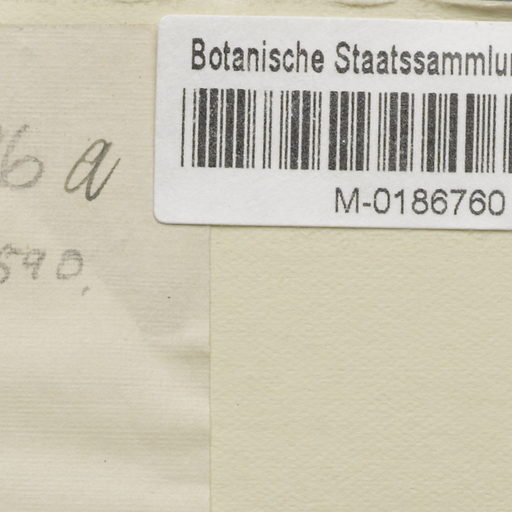 Botanische Staatssammlun
M-0186760
6 a
590.